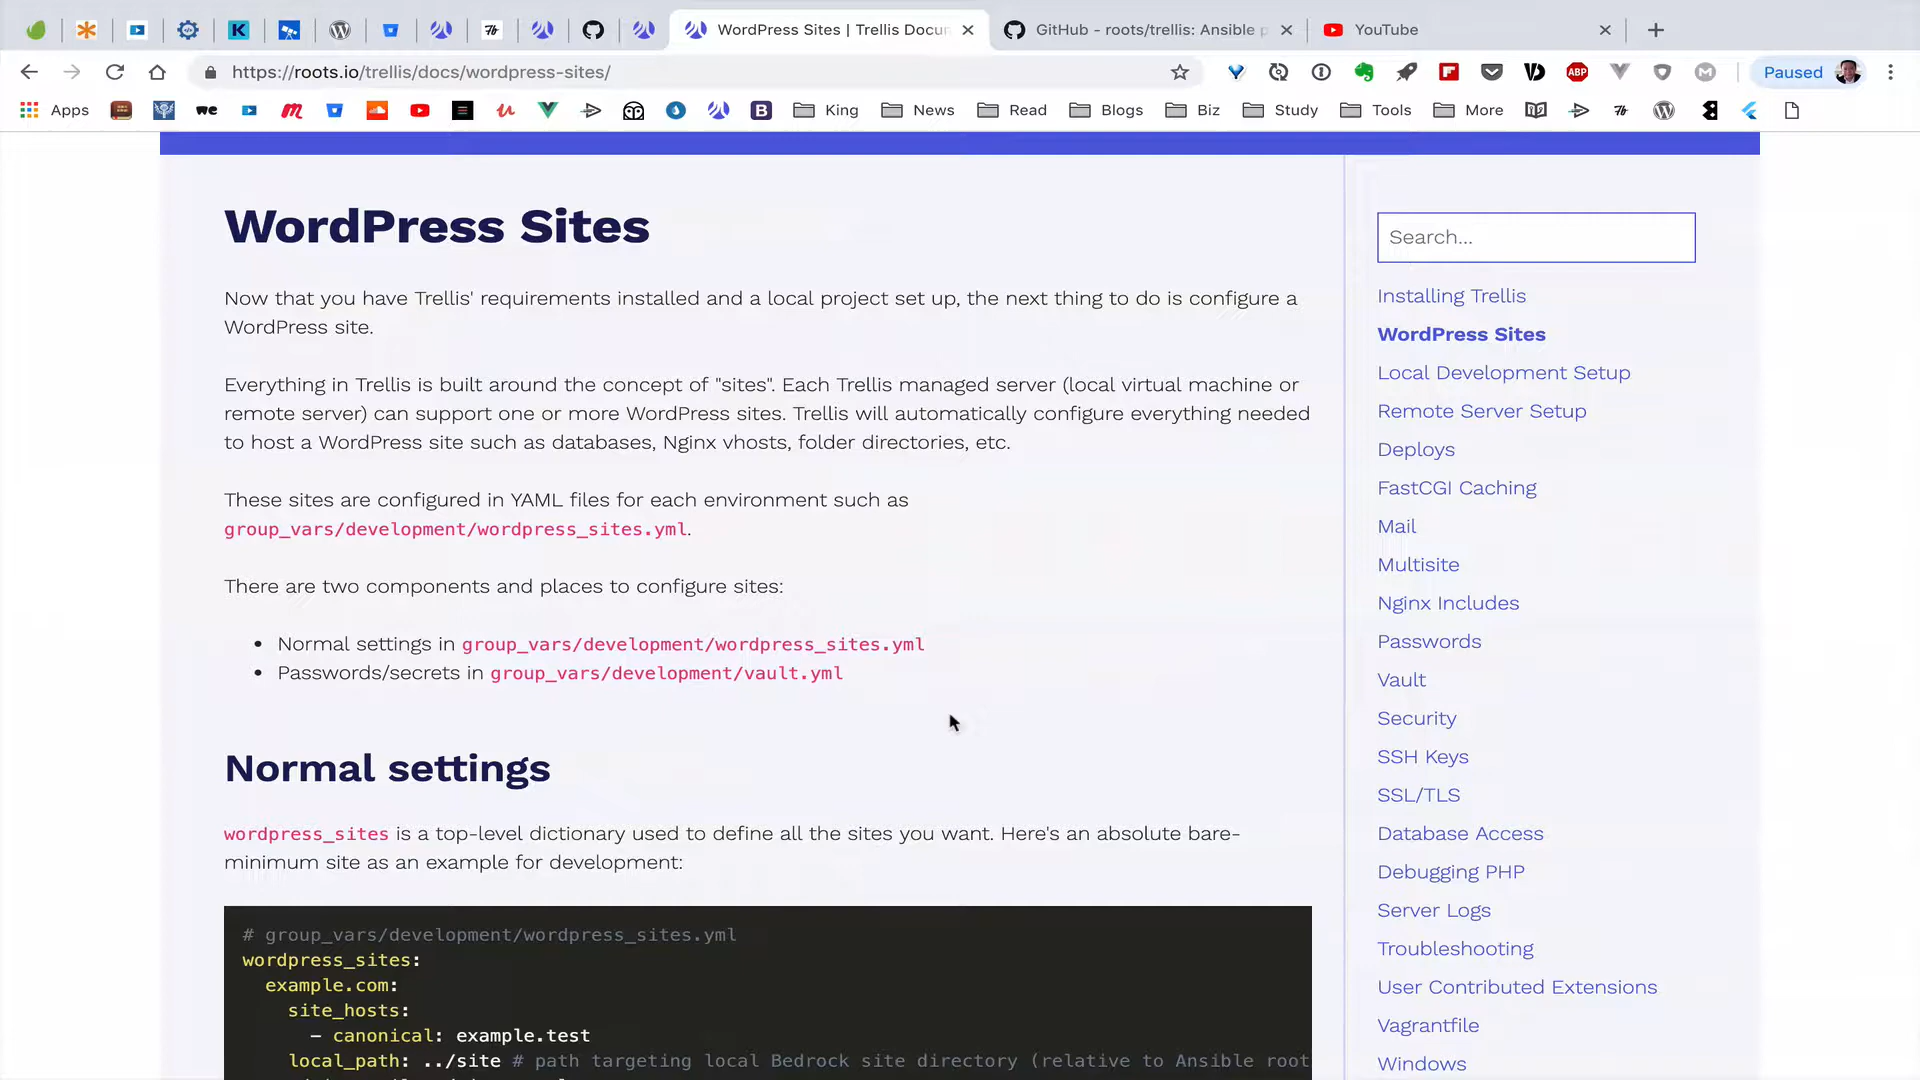 WordPress Sites | Trellis Docu
GitHub - roots/trellis: Ansible p
YouTube
https://roots.io/trellis/docs/wordpress-sites/
ABP
Paused
Apps
we
King
News
Read
Blogs
Biz
Study
Tools
More
WordPress Sites
Now that you have Trellis' requirements installed and a local project set up, the next thing to do is configure a
WordPress site.
Everything in Trellis is built around the concept of "sites". Each Trellis managed server (local virtual machine or
remote server) can support one or more WordPress sites. Trellis will automatically configure everything needed
to host a WordPress site such as databases, Nginx vhosts, folder directories, etc.
These sites are configured in YAML files for each environment such as
group_vars/development/wordpress_sites.yml.
There are two components and places to configure sites:
• Normal settings in group_vars/development/wordpress_sites.yml
• Passwords/secrets in group_vars/development/vault.yml
Normal settings
wordpress_sites is a top-level dictionary used to define all the sites you want. Here's an absolute bare-
minimum site as an example for development:
# group_vars/development/wordpress_sites.yml
wordpress_sites:
example.com:
site_hosts:
- canonical: example.test
local_path: ../site # path targeting local Bedrock site directory (relative to Ansible root
Search...
Installing Trellis
WordPress Sites
Local Development Setup
Remote Server Setup
Deploys
FastCGI Caching
Mail
Multisite
Nginx Includes
Passwords
Vault
Security
SSH Keys
SSL/TLS
Database Access
Debugging PHP
Server Logs
Troubleshooting
User Contributed Extensions
Vagrantfile
Windows